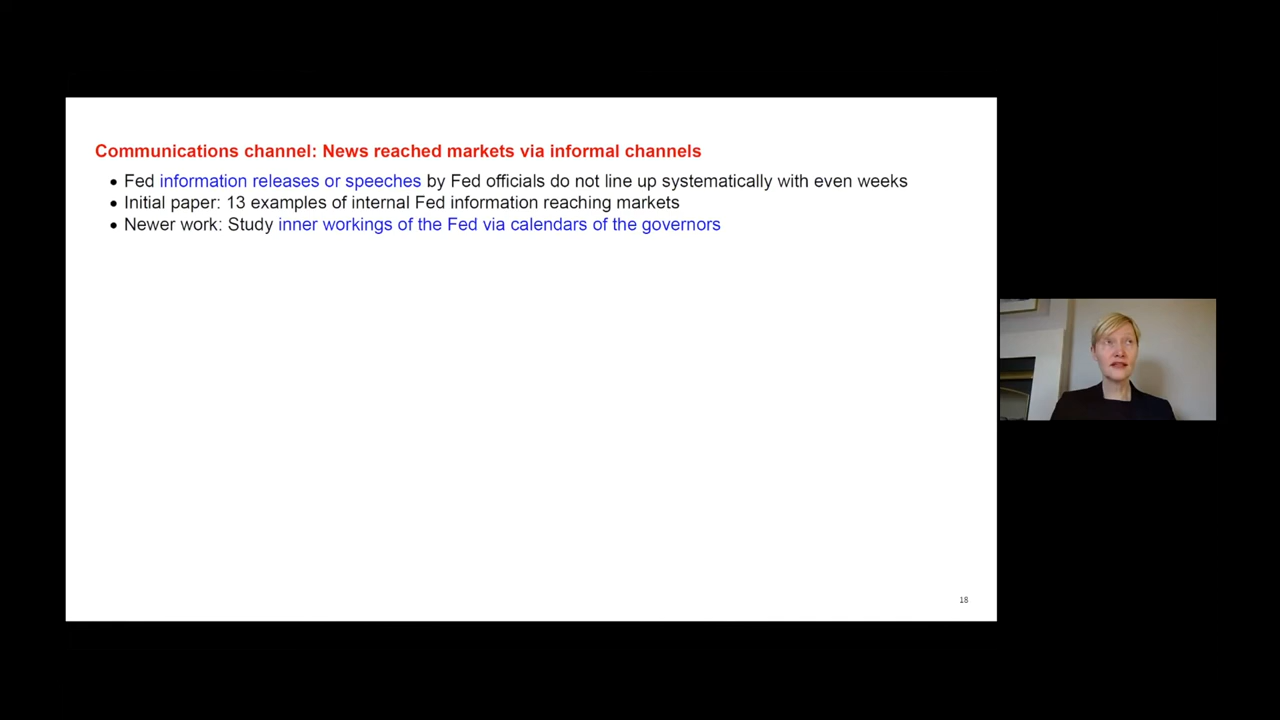 Communications channel: News reached markets via informal channels
• Fed information releases or speeches by Fed officials do not line up systematically with even weeks
• Initial paper: 13 examples of internal Fed information reaching markets
• Newer work: Study inner workings of the Fed via calendars of the governors
18